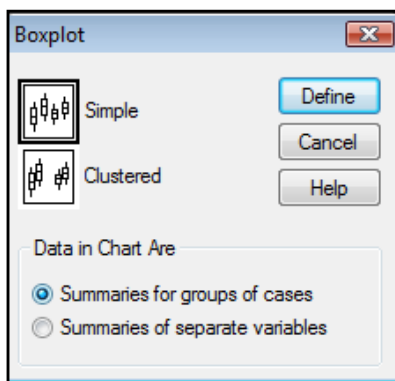 Boxplot
Simple
Clustered
Define
Cancel
Help
Data in Chart Are
Summaries for groups of cases
Summaries of separate variables